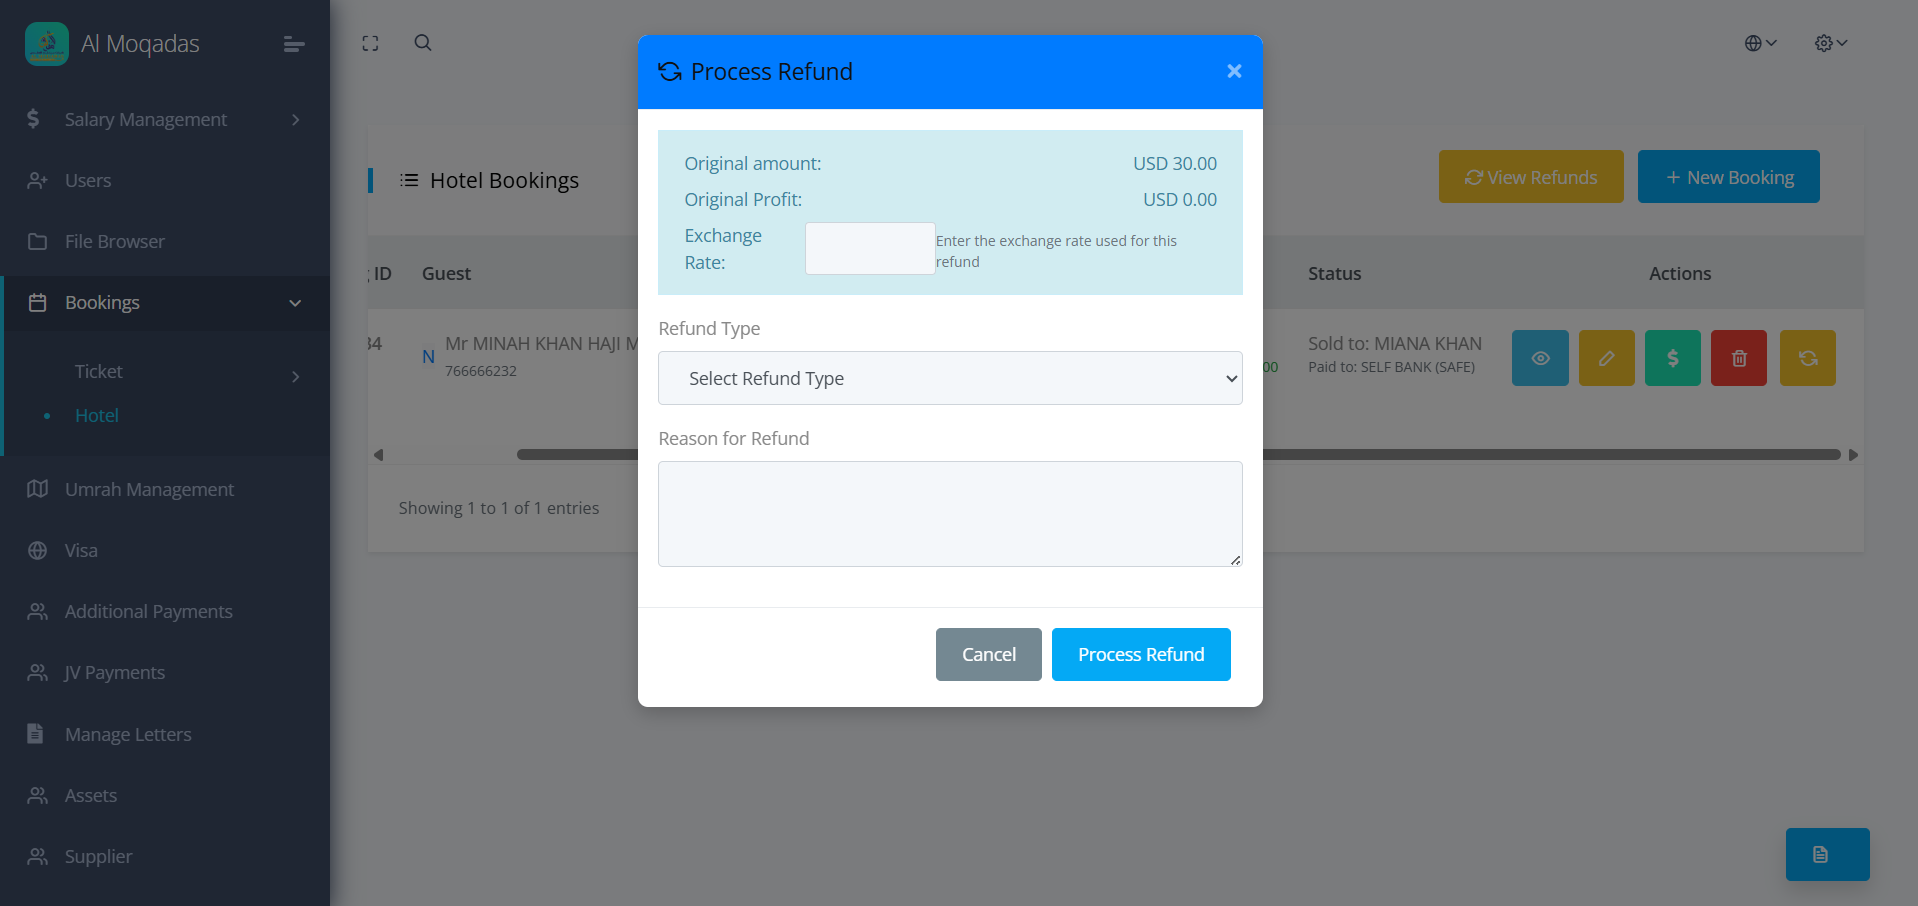 Al Moqadas
Salary Management
Users
File Browser
Bookings
Ticket
Hotel
Umrah Management
Visa
Additional Payments
JV Payments
Manage Letters
Assets
Supplier
Hotel Bookings
View Refunds
+ New Booking
ID
Guest
Status
Actions
34
N
Mr MINAH KHAN HAJI M
766666232
00
Sold to: MIANA KHAN
Paid to: SELF BANK (SAFE)
Showing 1 to 1 of 1 entries
Process Refund
×
Original amount: USD 30.00
Original Profit: USD 0.00
Exchange
Rate:
Enter the exchange rate used for this
refund
Refund Type
Select Refund Type
Reason for Refund
Cancel
Process Refund